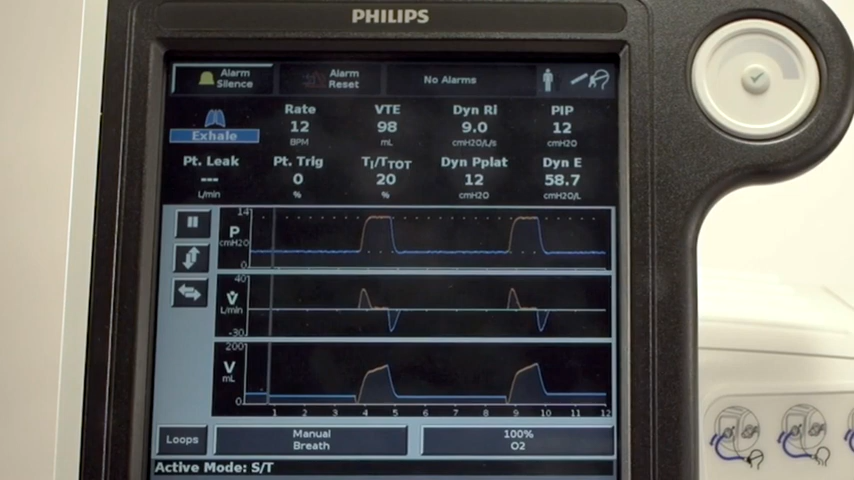 PHILIPS
Alarm Silence
Alarm Reset
No Alarms
Exhale
Rate 12 BPM
VTE 98 mL
Dyn Ri 9.0 cmH2O/L/s
PIP 12 cmH2O
Pt. Leak --- L/min
Pt. Trig 0 %
TI/TTOT 20 %
Dyn Pplat 12 cmH2O
Dyn E 58.7 cmH2O/L
14
P
cmH2O
0
40
V̇
L/min
-30
200
V
mL
0
1 2 3 4 5 6 7 8 9 10 11 12
Loops
Manual Breath
100% O2
Active Mode: S/T